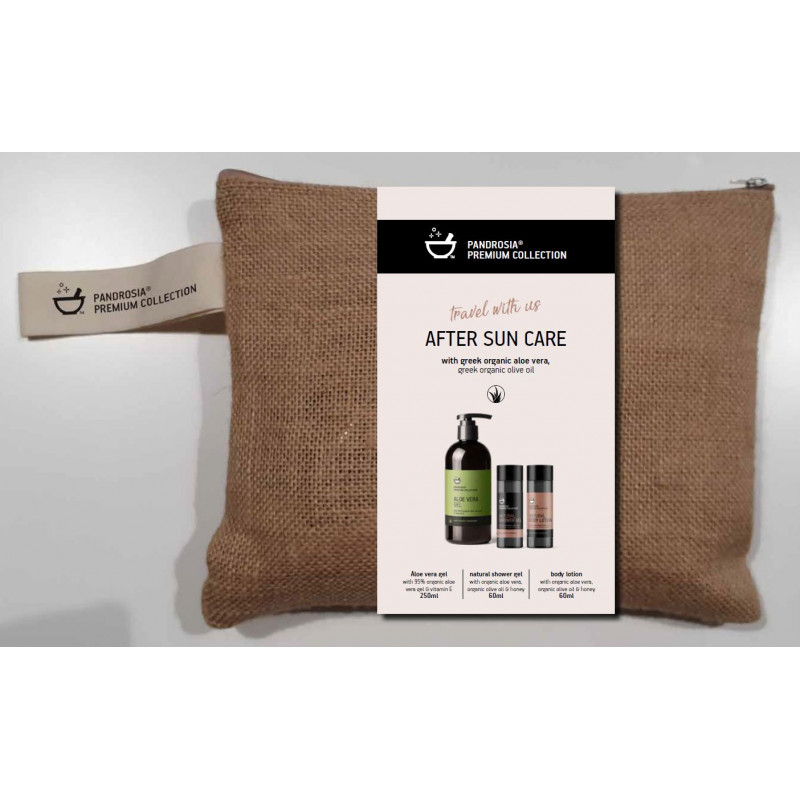 PANDROSIA®
PREMIUM COLLECTION
PANDROSIA®
PREMIUM COLLECTION
travel with us
AFTER SUN CARE
with greek organic aloe vera,
greek organic olive oil
ALOE VERA
GEL
Aloe vera gel
with 95% organic aloe
vera gel & vitamin E
250ml
natural shower gel
with organic aloe vera,
organic olive oil & honey
60ml
body lotion
with organic aloe vera,
organic olive oil & honey
60ml